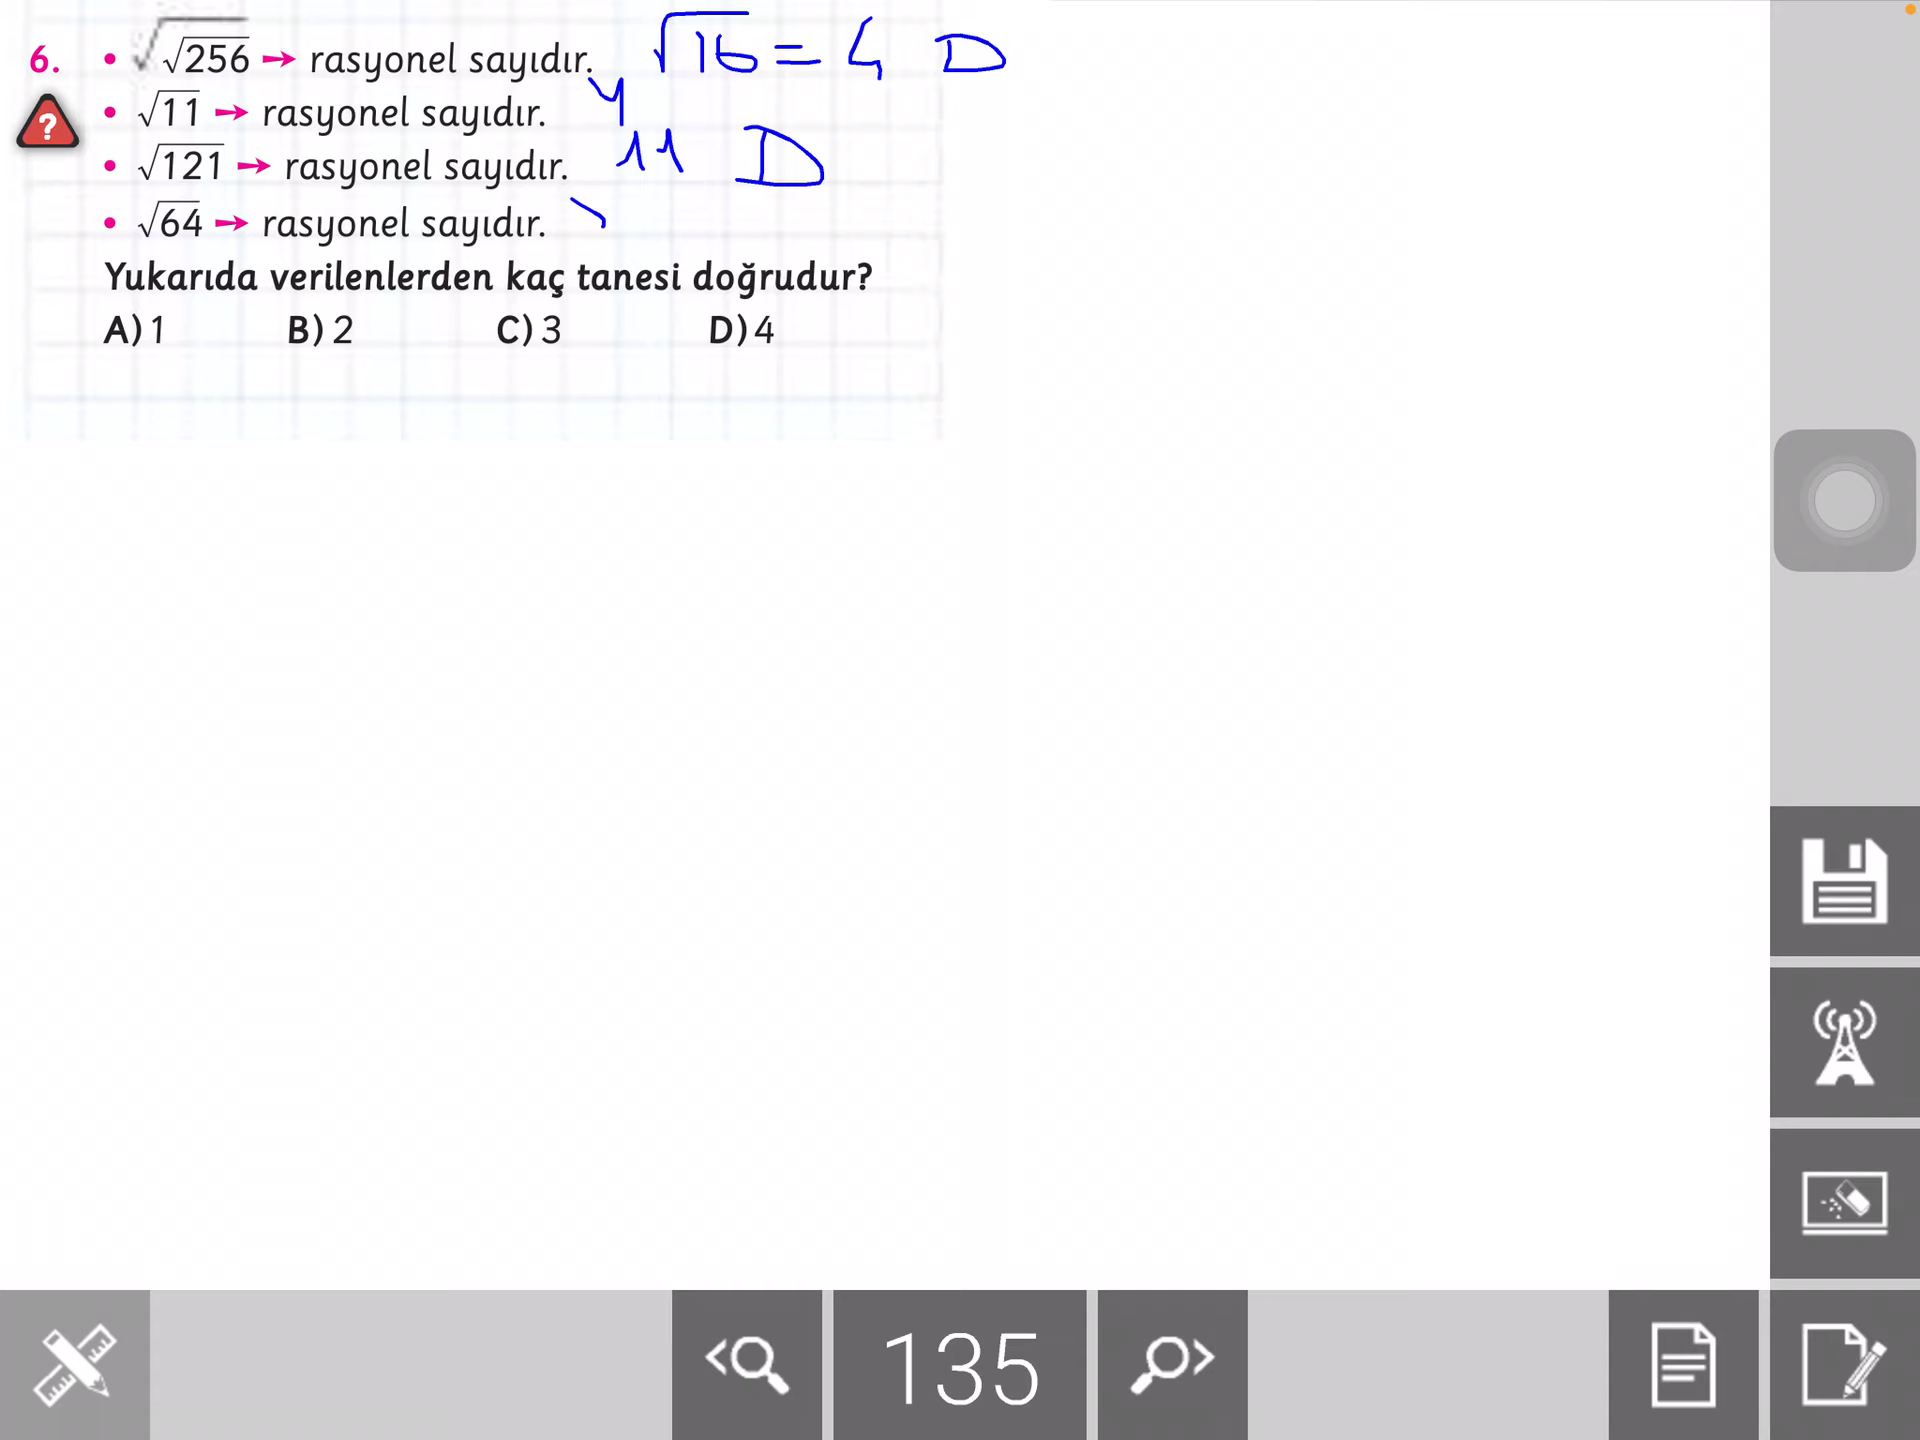 6. • √√256 → rasyonel sayıdır. √16 = 4 D
? • √11 → rasyonel sayıdır. Y
• √121 → rasyonel sayıdır. 11 D
• √64 → rasyonel sayıdır.
Yukarıda verilenlerden kaç tanesi doğrudur?
A) 1 B) 2 C) 3 D) 4
135